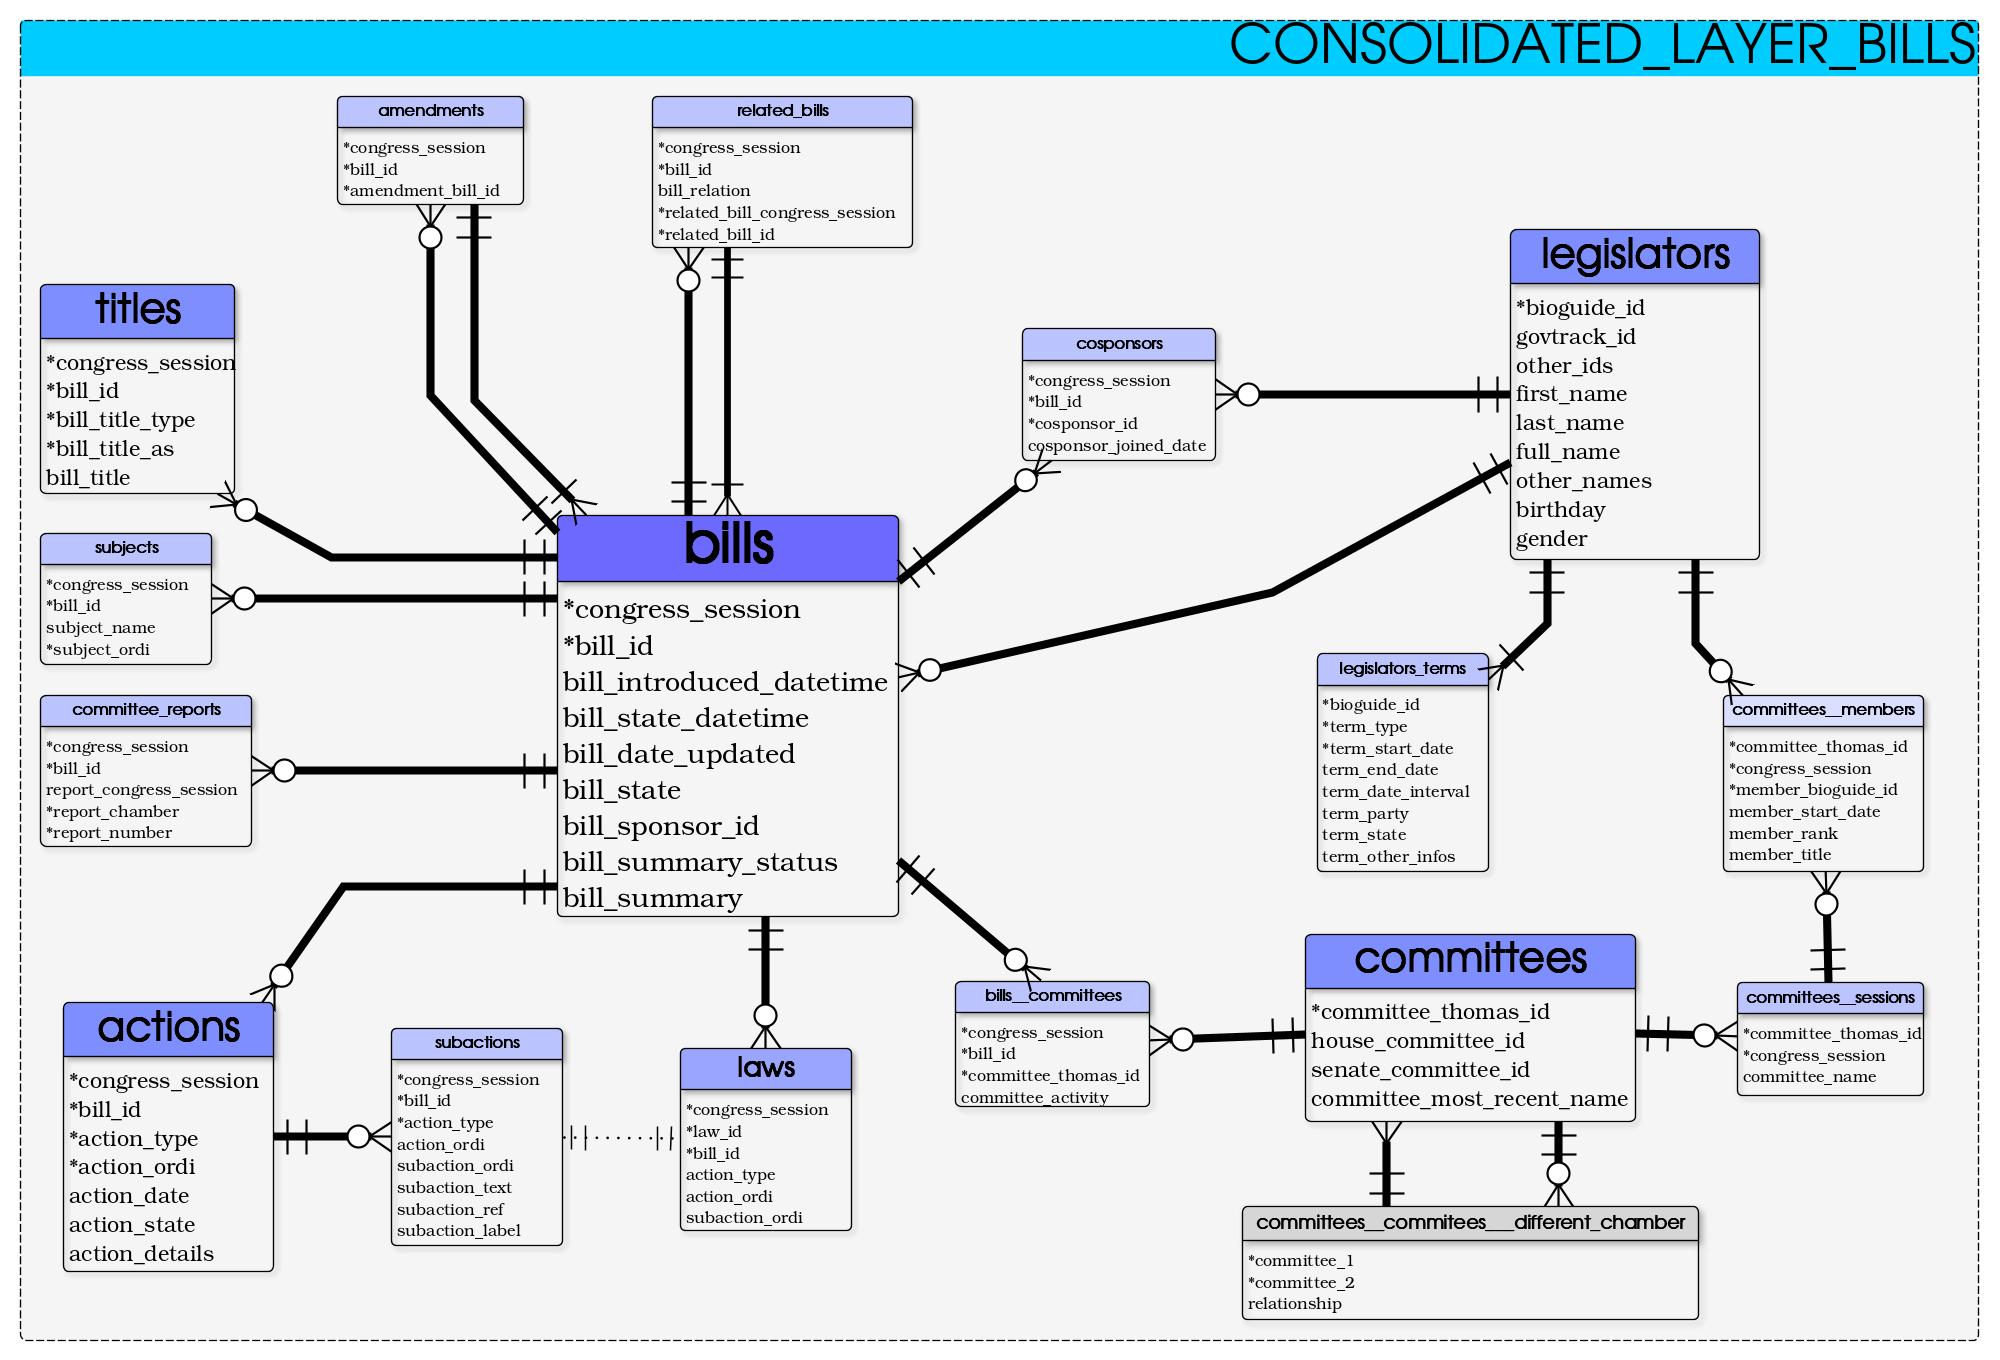 CONSOLIDATED_LAYER_BILLS
amendments
*congress_session
*bill_id
*amendment_bill_id
related_bills
*congress_session
*bill_id
bill_relation
*related_bill_congress_session
*related_bill_id
legislators
*bioguide_id
govtrack_id
other_ids
first_name
last_name
full_name
other_names
birthday
gender
titles
*congress_session
*bill_id
*bill_title_type
*bill_title_as
bill_title
cosponsors
*congress_session
*bill_id
*cosponsor_id
cosponsor_joined_date
subjects
*congress_session
*bill_id
subject_name
*subject_ordi
bills
*congress_session
*bill_id
bill_introduced_datetime
bill_state_datetime
bill_date_updated
bill_state
bill_sponsor_id
bill_summary_status
bill_summary
legislators_terms
*bioguide_id
*term_type
*term_start_date
term_end_date
term_date_interval
term_party
term_state
term_other_infos
committees__members
*committee_thomas_id
*congress_session
*member_bioguide_id
member_start_date
member_rank
member_title
committee_reports
*congress_session
*bill_id
report_congress_session
*report_chamber
*report_number
committees
*committee_thomas_id
house_committee_id
senate_committee_id
committee_most_recent_name
bills__committees
*congress_session
*bill_id
*committee_thomas_id
committee_activity
committees__sessions
*committee_thomas_id
*congress_session
committee_name
actions
*congress_session
*bill_id
*action_type
*action_ordi
action_date
action_state
action_details
subactions
*congress_session
*bill_id
*action_type
action_ordi
subaction_ordi
subaction_text
subaction_ref
subaction_label
laws
*congress_session
*law_id
*bill_id
action_type
action_ordi
subaction_ordi
committees__commitees___different_chamber
*committee_1
*committee_2
relationship